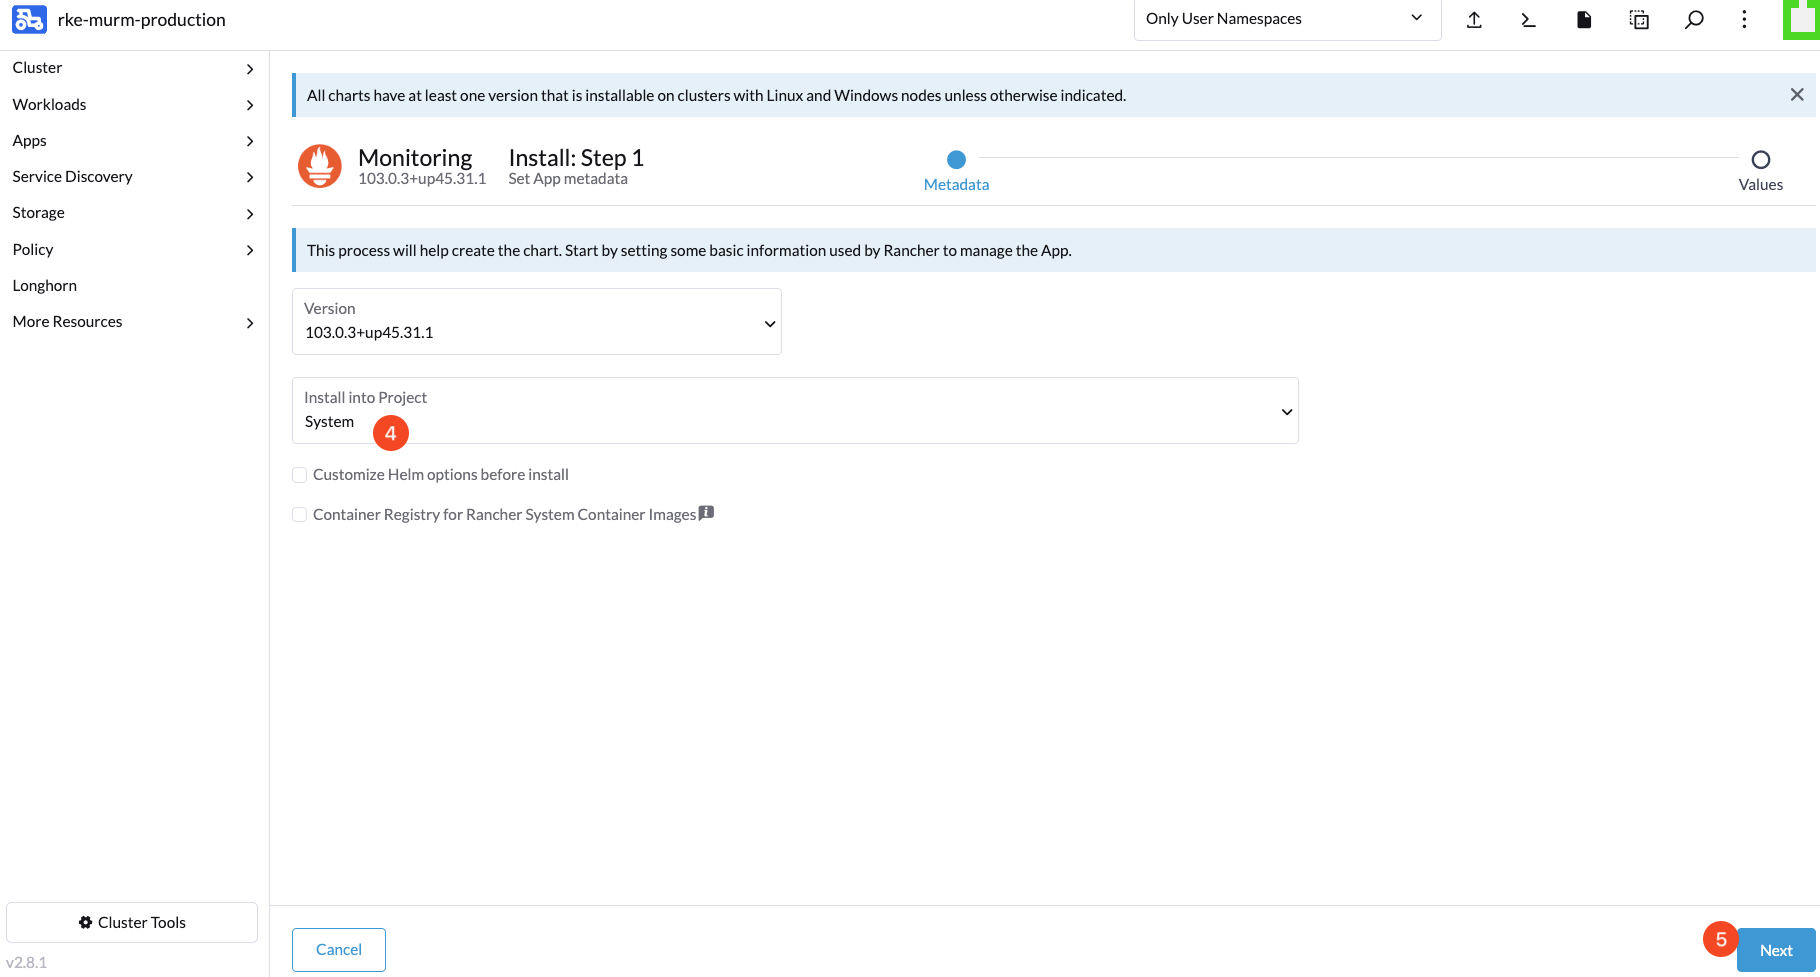 rke-murm-production
Only User Namespaces
Cluster
Workloads
Apps
Service Discovery
Storage
Policy
Longhorn
More Resources
Cluster Tools
v2.8.1
All charts have at least one version that is installable on clusters with Linux and Windows nodes unless otherwise indicated.
Monitoring
103.0.3+up45.31.1
Install: Step 1
Set App metadata
Metadata
Values
This process will help create the chart. Start by setting some basic information used by Rancher to manage the App.
Version
103.0.3+up45.31.1
Install into Project
System
4
Customize Helm options before install
Container Registry for Rancher System Container Images
Cancel
5
Next